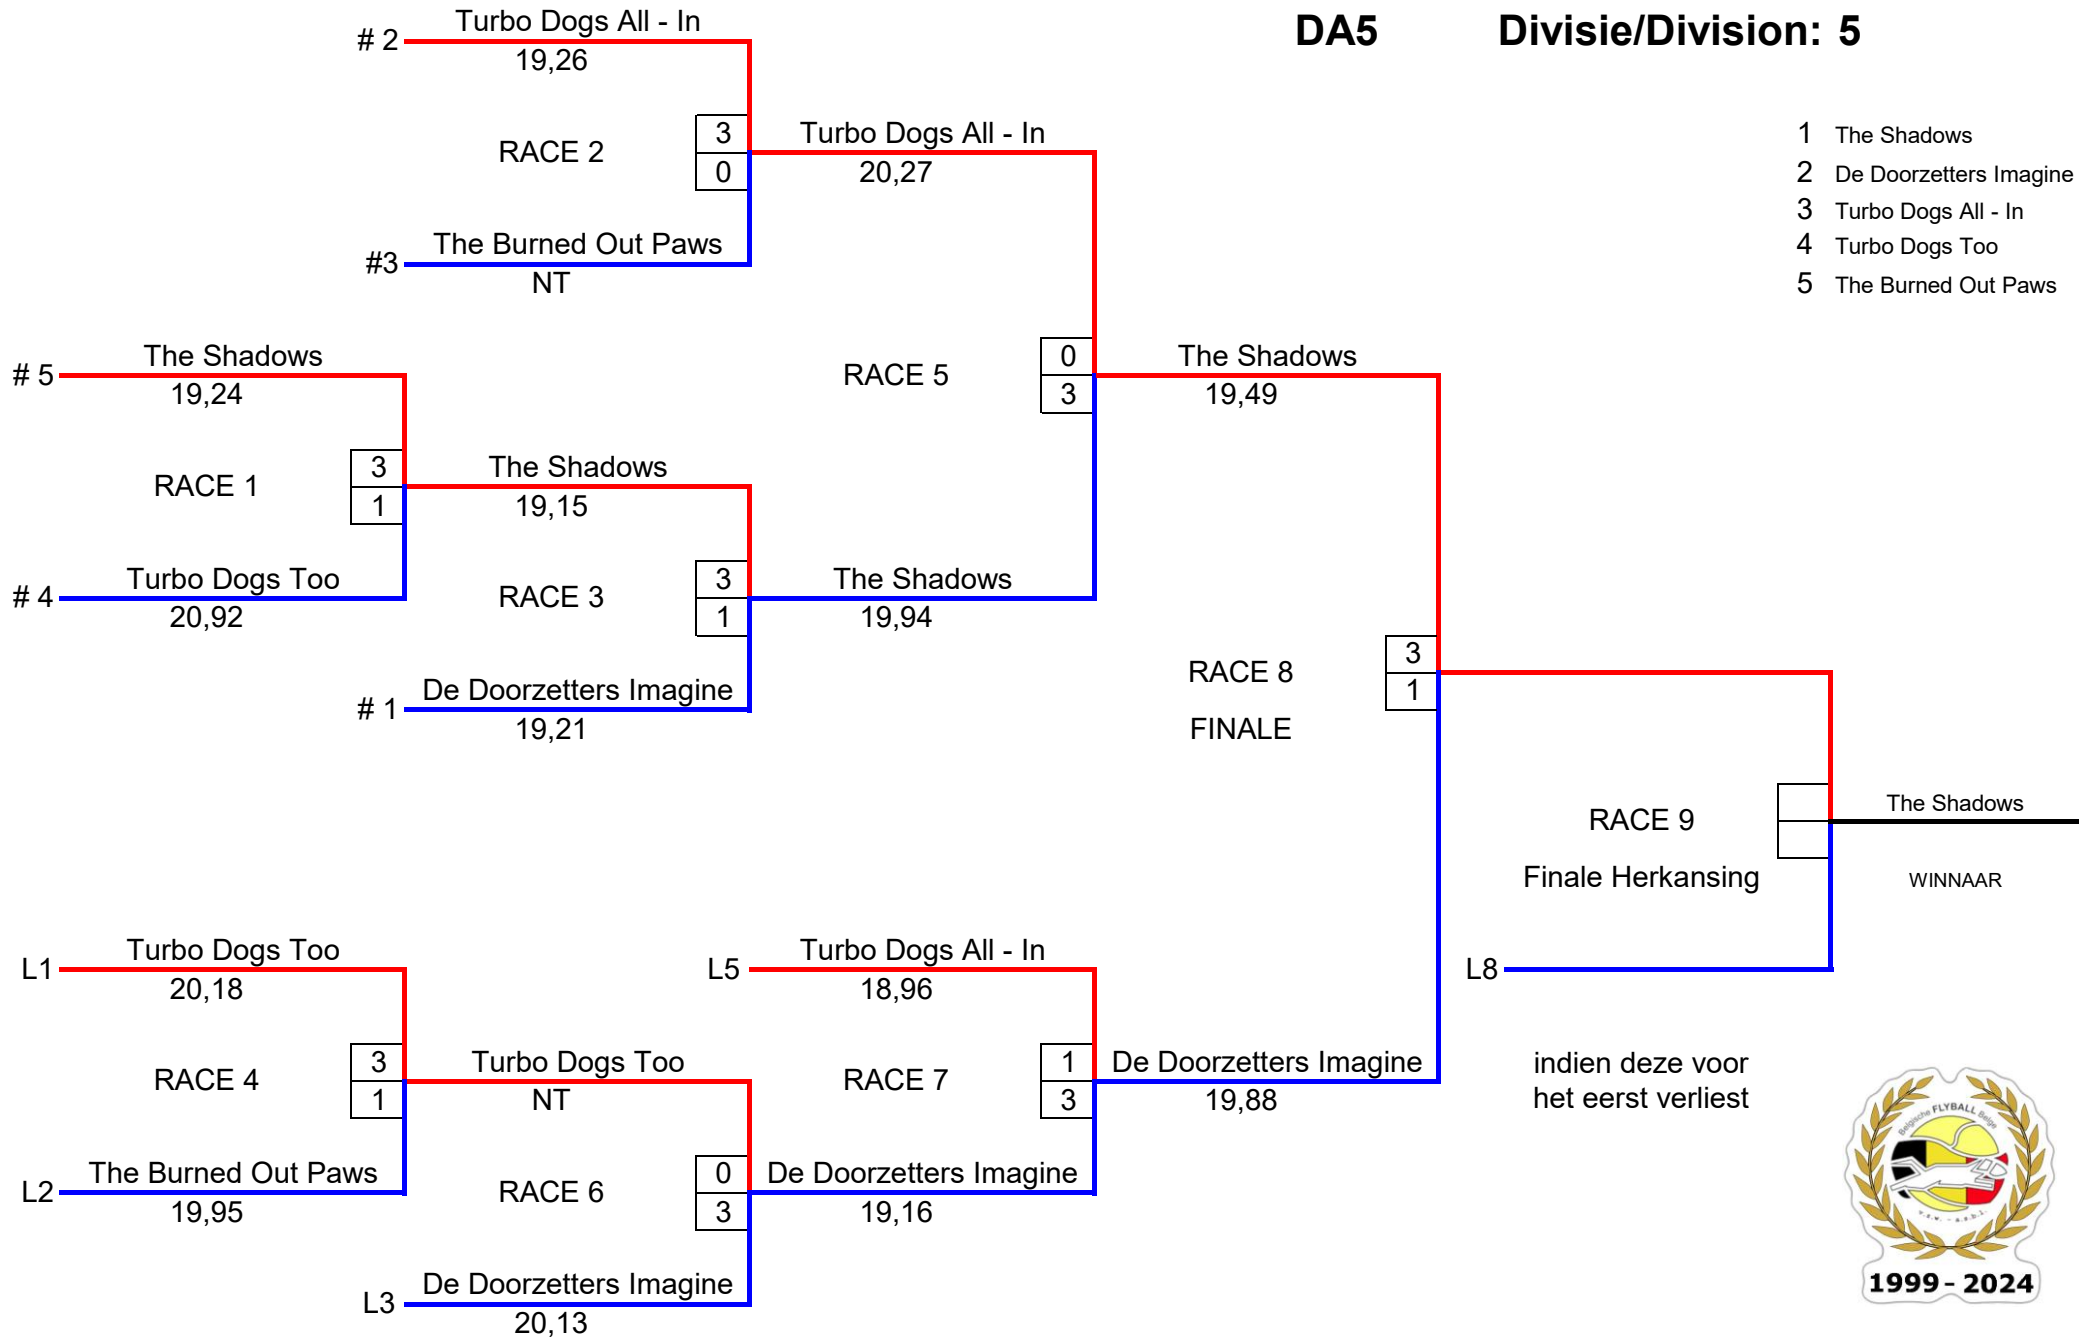 DA5 Divisie/Division: 5
# 2 Turbo Dogs All - In
19,26
RACE 2
3
0
#3 The Burned Out Paws
NT
Turbo Dogs All - In
20,27
1 The Shadows
2 De Doorzetters Imagine
3 Turbo Dogs All - In
4 Turbo Dogs Too
5 The Burned Out Paws
# 5 The Shadows
19,24
RACE 1
3
1
# 4 Turbo Dogs Too
20,92
The Shadows
19,15
RACE 3
3
1
# 1 De Doorzetters Imagine
19,21
RACE 5
0
3
The Shadows
19,94
The Shadows
19,49
RACE 8
3
1
FINALE
RACE 9
Finale Herkansing
The Shadows
WINNAAR
L8
indien deze voor
het eerst verliest
L1 Turbo Dogs Too
20,18
RACE 4
3
1
L2 The Burned Out Paws
19,95
Turbo Dogs Too
NT
RACE 6
0
3
L3 De Doorzetters Imagine
20,13
L5 Turbo Dogs All - In
18,96
RACE 7
1
3
De Doorzetters Imagine
19,16
De Doorzetters Imagine
19,88
Belgische FLYBALL Belge
v.z.w. - a.s.b.l.
1999 - 2024